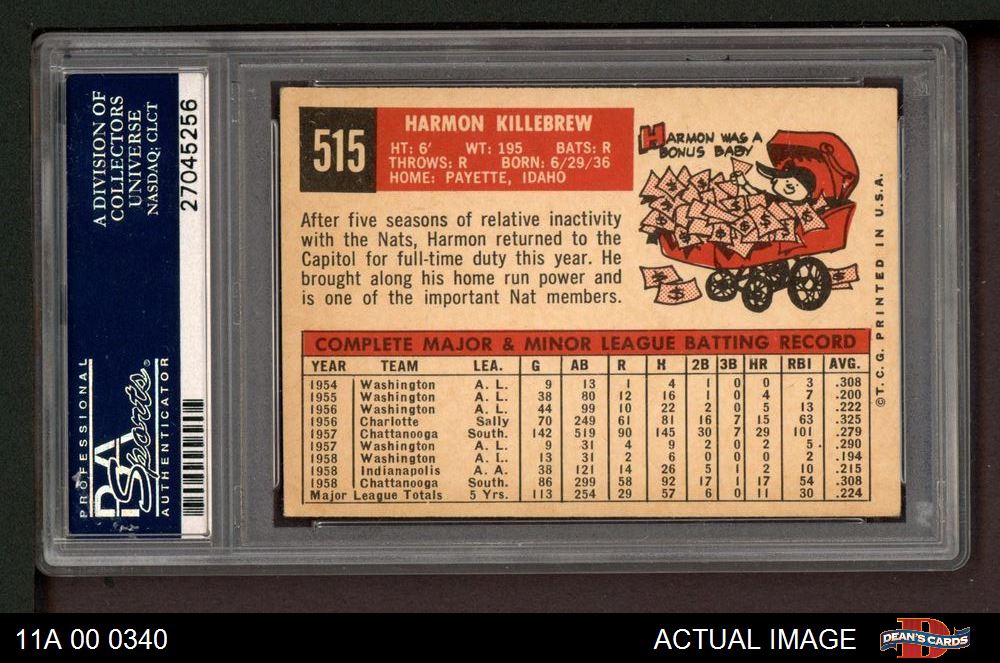 A DIVISION OF
COLLECTORS
UNIVERSE
NASDAQ: CLCT
27045256
PROFESSIONAL
PSA
Sports
AUTHENTICATOR
515
HARMON KILLEBREW
HT: 6' WT: 195 BATS: R
THROWS: R BORN: 6/29/36
HOME: PAYETTE, IDAHO
HARMON WAS A
BONUS BABY
After five seasons of relative inactivity
with the Nats, Harmon returned to the
Capitol for full-time duty this year. He
brought along his home run power and
is one of the important Nat members.
©T.C.G. PRINTED IN U.S.A.
COMPLETE MAJOR & MINOR LEAGUE BATTING RECORD
YEAR TEAM LEA. G AB R H 2B 3B HR RBI AVG.
1954 Washington A. L. 9 13 1 4 1 0 0 3 .308
1955 Washington A. L. 38 80 12 16 1 0 4 7 .200
1956 Washington A. L. 44 99 10 22 2 0 5 13 .222
1956 Charlotte Sally 70 249 61 81 16 7 15 63 .325
1957 Chattanooga South. 142 519 90 145 30 7 29 101 .279
1957 Washington A. L. 9 31 4 9 2 0 2 5 .290
1958 Washington A. L. 13 31 2 6 0 0 0 2 .194
1958 Indianapolis A. A. 38 121 14 26 5 1 2 10 .215
1958 Chattanooga South. 86 299 58 92 17 1 17 54 .308
Major League Totals 5 Yrs. 113 254 29 57 6 0 11 30 .224
11A 00 0340
ACTUAL IMAGE
DEAN'S CARDS